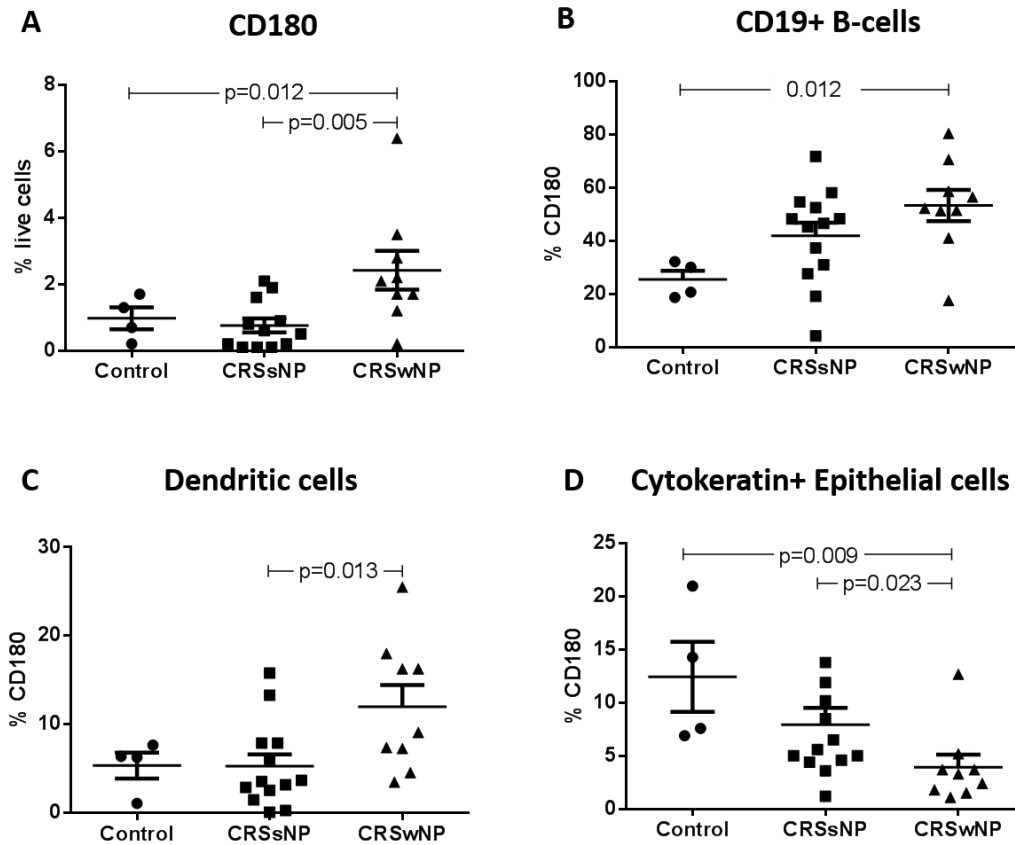 A
CD180
% live cells
8
6
4
2
0
p=0.012
p=0.005
Control
CRSsNP
CRSwNP
B
CD19+ B-cells
% CD180
100
80
60
40
20
0
0.012
Control
CRSsNP
CRSwNP
C
Dendritic cells
% CD180
30
20
10
0
p=0.013
Control
CRSsNP
CRSwNP
D
Cytokeratin+ Epithelial cells
% CD180
25
20
15
10
5
0
p=0.009
p=0.023
Control
CRSsNP
CRSwNP